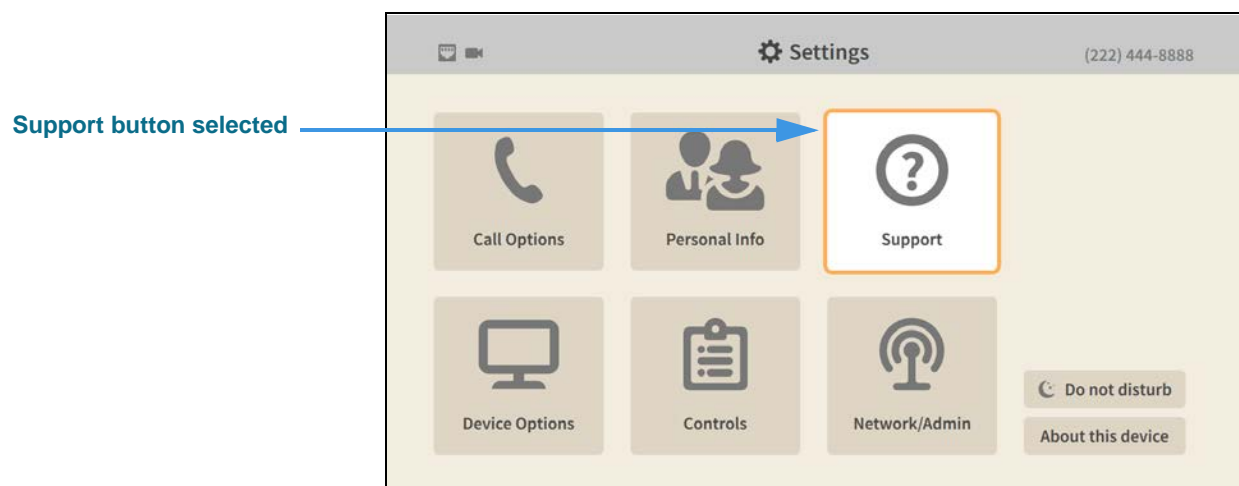 Settings
(222) 444-8888
Support button selected
Call Options
Personal Info
Support
Device Options
Controls
Network/Admin
Do not disturb
About this device